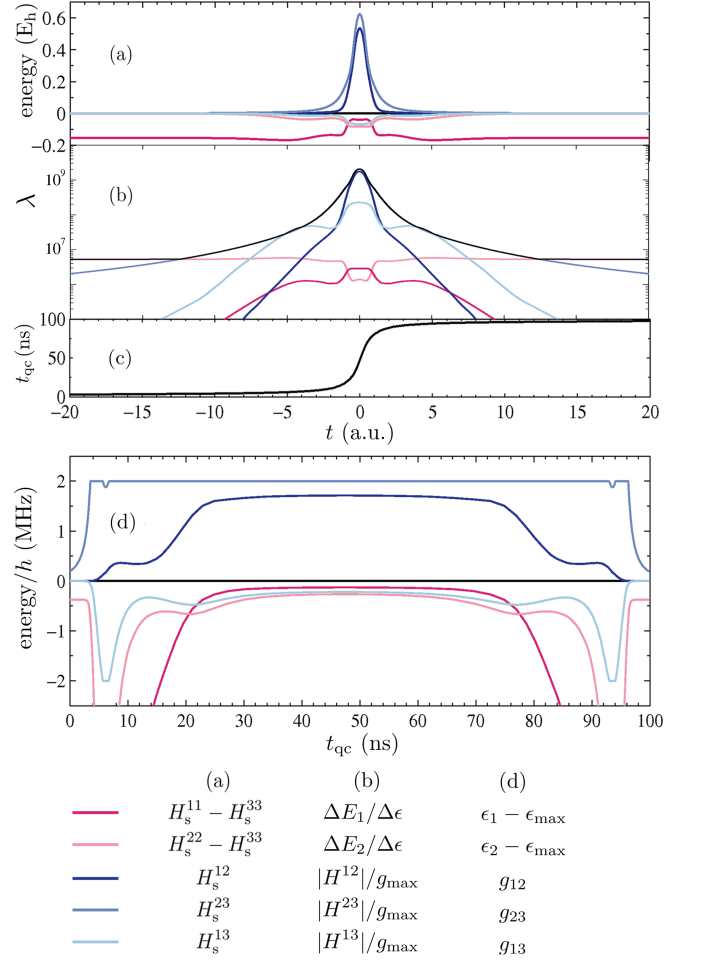 energy (E_h)
0.6
0.4
0.2
0
−0.2
(a)
λ
10^9
10^7
(b)
t_qc (ns)
100
50
0
(c)
−20 −15 −10 −5 0 5 10 15 20
t (a.u.)
energy/h (MHz)
2
1
0
−1
−2
(d)
0 10 20 30 40 50 60 70 80 90 100
t_qc (ns)
(a) (b) (d)
H_s^11 − H_s^33 ΔE_1/Δϵ ϵ_1 − ϵ_max
H_s^22 − H_s^33 ΔE_2/Δϵ ϵ_2 − ϵ_max
H_s^12 |H^12|/g_max g_12
H_s^23 |H^23|/g_max g_23
H_s^13 |H^13|/g_max g_13